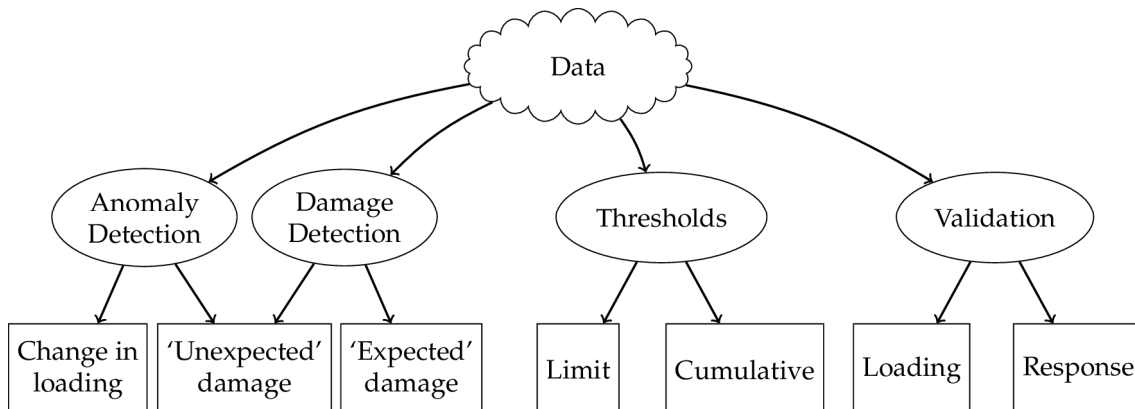 Data
Anomaly
Detection
Damage
Detection
Thresholds
Validation
Change in
loading
‘Unexpected’
damage
‘Expected’
damage
Limit
Cumulative
Loading
Response